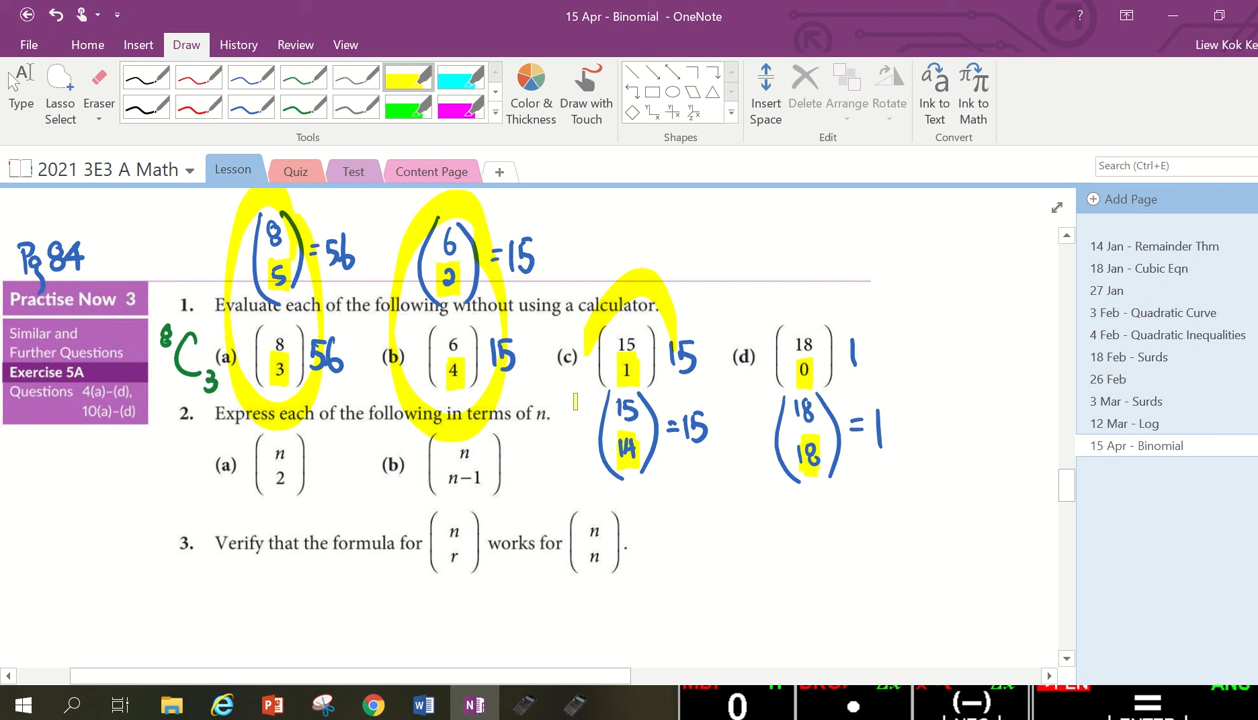 15 Apr - Binomial - OneNote
?
File Home Insert Draw History Review View
Liew Kok Ke
Type
Lasso Select
Eraser
Color & Thickness
Draw with Touch
Insert Space
Delete
Arrange
Rotate
Ink to Text
Ink to Math
Tools
Shapes
Edit
Convert
2021 3E3 A Math
Lesson Quiz Test Content Page +
Search (Ctrl+E)
Add Page
14 Jan - Remainder Thm
18 Jan - Cubic Eqn
27 Jan
3 Feb - Quadratic Curve
4 Feb - Quadratic Inequalities
18 Feb - Surds
26 Feb
3 Mar - Surds
12 Mar - Log
15 Apr - Binomial
Pg 84
(8 5) = 56 (6 2) = 15
Practise Now 3
Similar and
Further Questions
Exercise 5A
Questions 4(a)–(d),
10(a)–(d)
1. Evaluate each of the following without using a calculator.
8 C 3
(a) (8 3) 56 (b) (6 4) 15 (c) (15 1) 15 (d) (18 0) 1
(15 14) = 15 (18 18) = 1
2. Express each of the following in terms of n.
(a) (n 2) (b) (n n−1)
3. Verify that the formula for (n r) works for (n n).
0
(−)
=